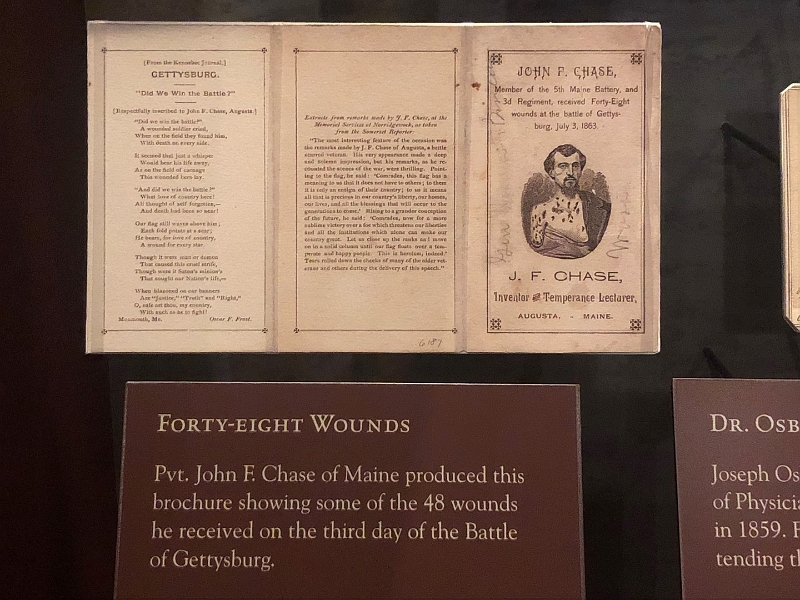 [From the Kennebec Journal.]
GETTYSBURG.
"Did We Win the Battle?"
[Respectfully inscribed to John F. Chase, Augusta.]
"Did we win the battle?"
A wounded soldier cried,
When on the field they found him,
With death on every side.
It seemed that just a whisper
Would bear his life away,
As on the field of carnage
This wounded hero lay.
"And did we win the battle?"
What love of country here!
All thought of self forgotten,—
And death had been so near!
Our flag still waves above him;
Each fold points at a scar;
He bears, for love of country,
A wound for every star.
Though it were man or demon
That caused this cruel strife,
Though were it Satan's minion's
That sought our Nation's life,—
When blazoned on our banners
Are "Justice," "Truth" and "Right,"
O, safe art thou, my country,
With such as he to fight!
Monmouth, Me. Oscar F. Frost.
Extracts from remarks made by J. F. Chase, at the
Memorial Services at Norridgewock, as taken
from the Somerset Reporter
"The most interesting feature of the occasion was
the remarks made by J. F. Chase of Augusta, a battle
scarred veteran. His very appearance made a deep
and solemn impression, but his remarks, as he re-
counted the scenes of the war, were thrilling. Point-
ing to the flag, he said: 'Comrades, this flag has a
meaning to us that it does not have to others; to them
it is only an ensign of their country; to us it means
all that is precious in our country's liberty, our homes,
our lives, and all the blessings that will occur to the
generations to come.' Rising to a grander conception
of the future, he said: 'Comrades, now for a more
sublime victory over a foe which threatens our liberties
and all the institutions which alone can make our
country great. Let us close up the ranks as I move
on in a solid column until our flag floats over a tem-
perate and happy people. This is heroism, indeed.'
Tears rolled down the cheeks of many of the older vet-
erans and others during the delivery of this speech."
6187
JOHN F. CHASE,
Member of the 5th Maine Battery, and
3d Regiment, received Forty-Eight
wounds at the battle of Gettys-
burg, July 3, 1863.
J. F. CHASE,
Inventor and Temperance Lecturer,
AUGUSTA, - MAINE.
FORTY-EIGHT WOUNDS
Pvt. John F. Chase of Maine produced this
brochure showing some of the 48 wounds
he received on the third day of the Battle
of Gettysburg.
DR. OSB
Joseph Os
of Physicia
in 1859. F
tending th